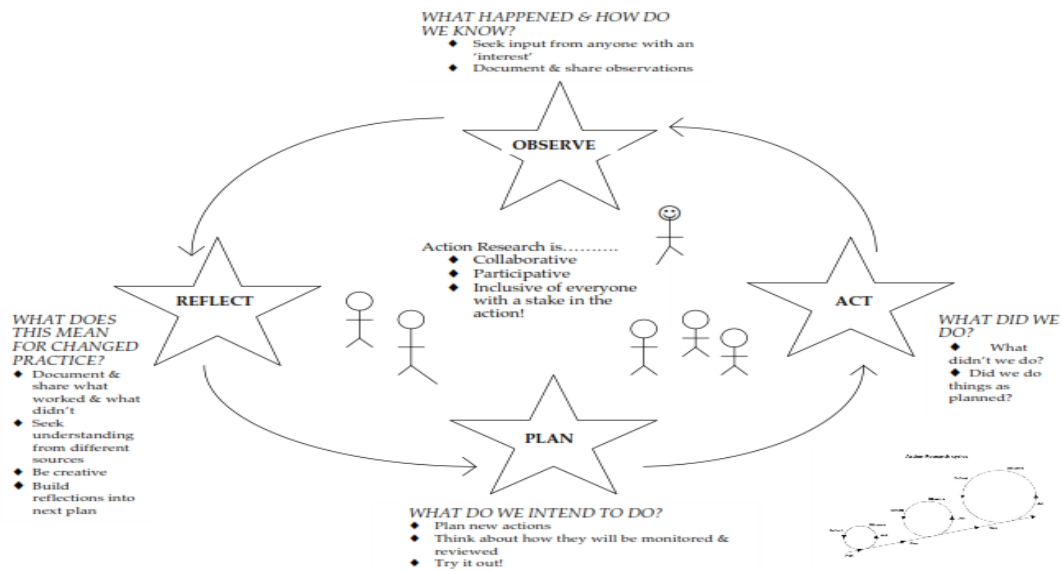 WHAT HAPPENED & HOW DO
WE KNOW?
◆ Seek input from anyone with an
'interest'
◆ Document & share observations
OBSERVE
Action Research is……...
◆ Collaborative
◆ Participative
◆ Inclusive of everyone
with a stake in the
action!
REFLECT
WHAT DOES
THIS MEAN
FOR CHANGED
PRACTICE?
◆ Document &
share what
worked & what
didn't
◆ Seek
understanding
from different
sources
◆ Be creative
◆ Build
reflections into
next plan
ACT
WHAT DID WE
DO?
◆ What
didn't we do?
◆ Did we do
things as
planned?
PLAN
WHAT DO WE INTEND TO DO?
◆ Plan new actions
◆ Think about how they will be monitored &
reviewed
◆ Try it out!
Action Research cycles